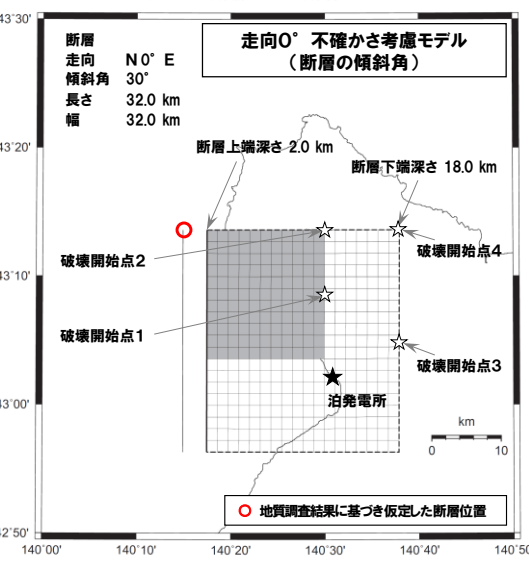 43°30'
断層
走向 N 0° E
傾斜角 30°
長さ 32.0 km
幅 32.0 km
走向0° 不確かさ考慮モデル
（断層の傾斜角）
43°20'
断層上端深さ 2.0 km
断層下端深さ 18.0 km
破壊開始点2
破壊開始点4
43°10'
破壊開始点1
破壊開始点3
泊発電所
43°00'
km
0 10
地質調査結果に基づき仮定した断層位置
42°50'
140°00' 140°10' 140°20' 140°30' 140°40' 140°50'